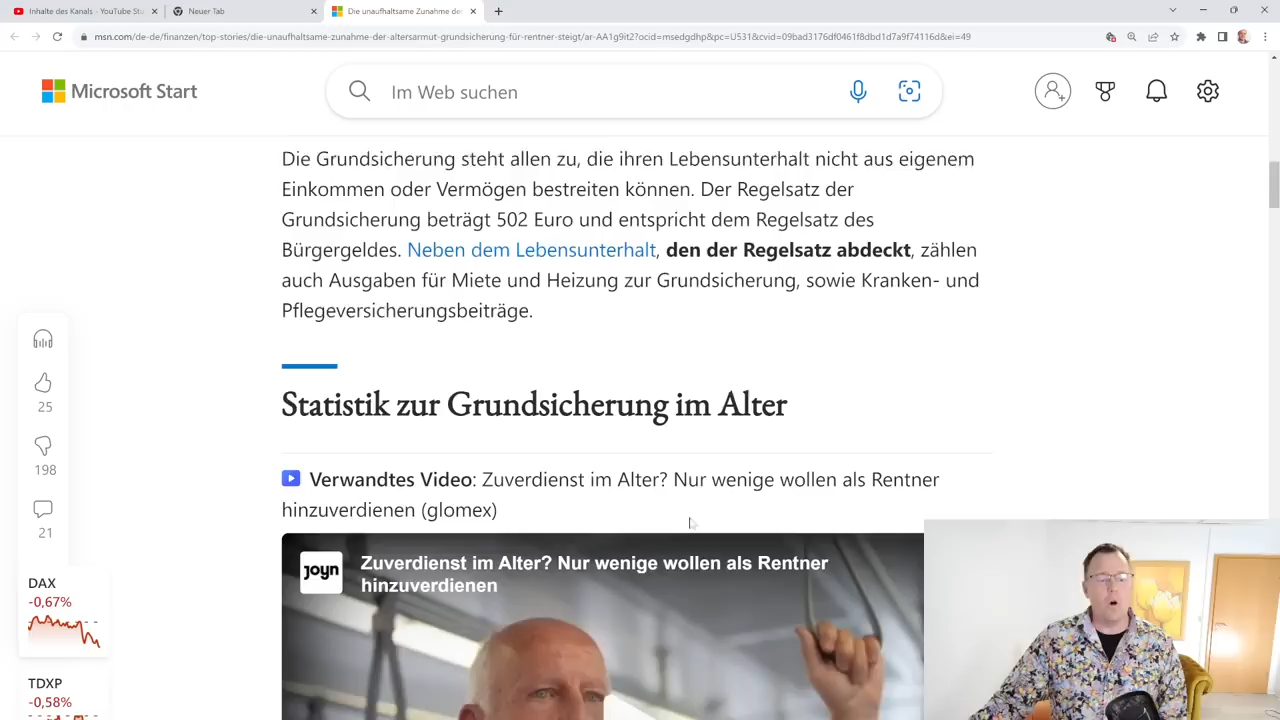 Inhalte des Kanals - YouTube Stu
Neuer Tab
Die unaufhaltsame Zunahme der
msn.com/de-de/finanzen/top-stories/die-unaufhaltsame-zunahme-der-altersarmut-grundsicherung-für-rentner-steigt/ar-AA1g9it2?ocid=msedgdhp&pc=U531&cvid=09bad3176df0461f8dbd1d7a9f74116d&ei=49
Microsoft Start
Im Web suchen
Die Grundsicherung steht allen zu, die ihren Lebensunterhalt nicht aus eigenem
Einkommen oder Vermögen bestreiten können. Der Regelsatz der
Grundsicherung beträgt 502 Euro und entspricht dem Regelsatz des
Bürgergeldes. Neben dem Lebensunterhalt, den der Regelsatz abdeckt, zählen
auch Ausgaben für Miete und Heizung zur Grundsicherung, sowie Kranken- und
Pflegeversicherungsbeiträge.
Statistik zur Grundsicherung im Alter
Verwandtes Video: Zuverdienst im Alter? Nur wenige wollen als Rentner
hinzuverdienen (glomex)
joyn
Zuverdienst im Alter? Nur wenige wollen als Rentner
hinzuverdienen
25
198
21
DAX
-0,67%
TDXP
-0,58%